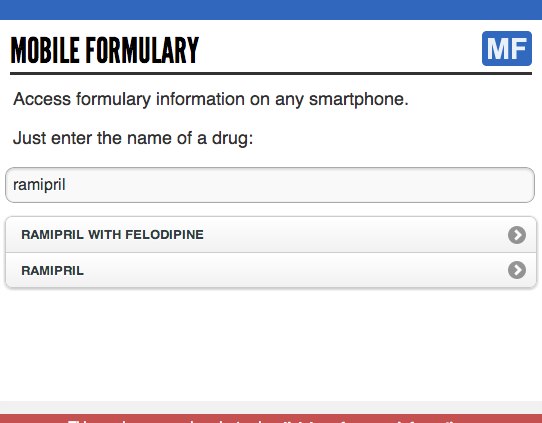 MOBILE FORMULARY
MF
Access formulary information on any smartphone.
Just enter the name of a drug:
ramipril
RAMIPRIL WITH FELODIPINE
RAMIPRIL